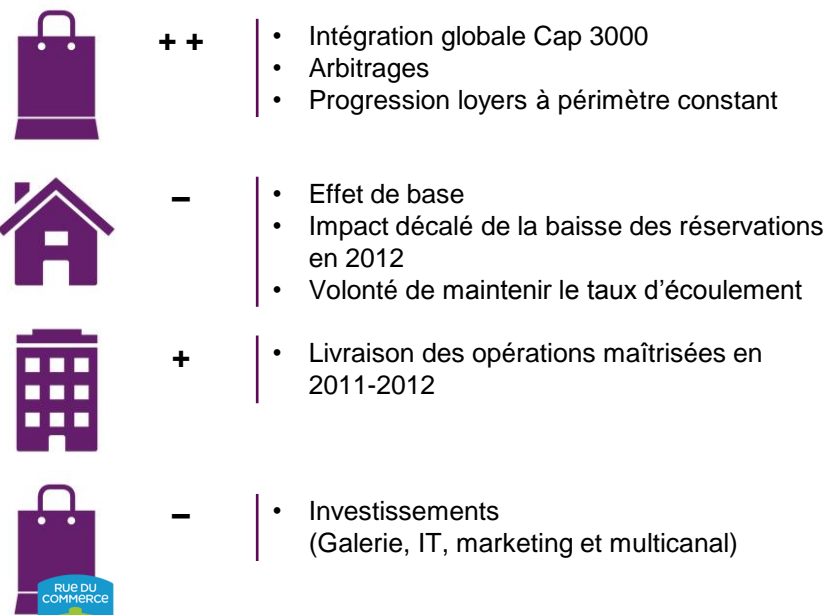 + +
• Intégration globale Cap 3000
• Arbitrages
• Progression loyers à périmètre constant
–
• Effet de base
• Impact décalé de la baisse des réservations
en 2012
• Volonté de maintenir le taux d'écoulement
+
• Livraison des opérations maîtrisées en
2011-2012
–
• Investissements
(Galerie, IT, marketing et multicanal)
RUE DU
COMMERCE